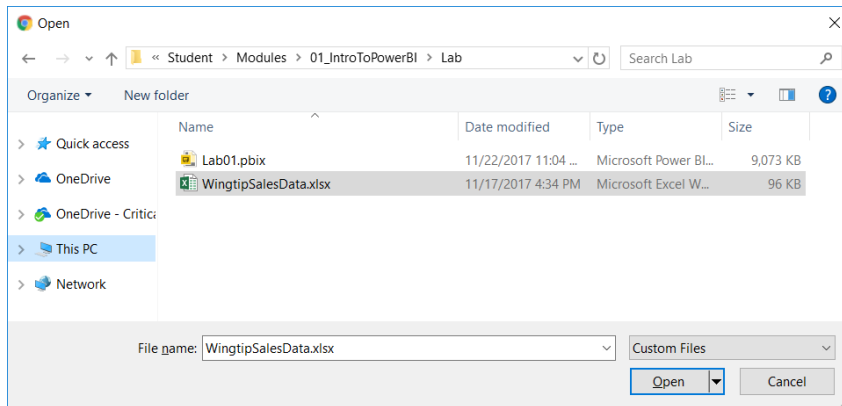 Open
« Student > Modules > 01_IntroToPowerBI > Lab
Search Lab
Organize
New folder
Name Date modified Type Size
Quick access
OneDrive
OneDrive - Critica
This PC
Network
Lab01.pbix 11/22/2017 11:04 ... Microsoft Power BI... 9,073 KB
WingtipSalesData.xlsx 11/17/2017 4:34 PM Microsoft Excel W... 96 KB
File name: WingtipSalesData.xlsx
Custom Files
Open
Cancel